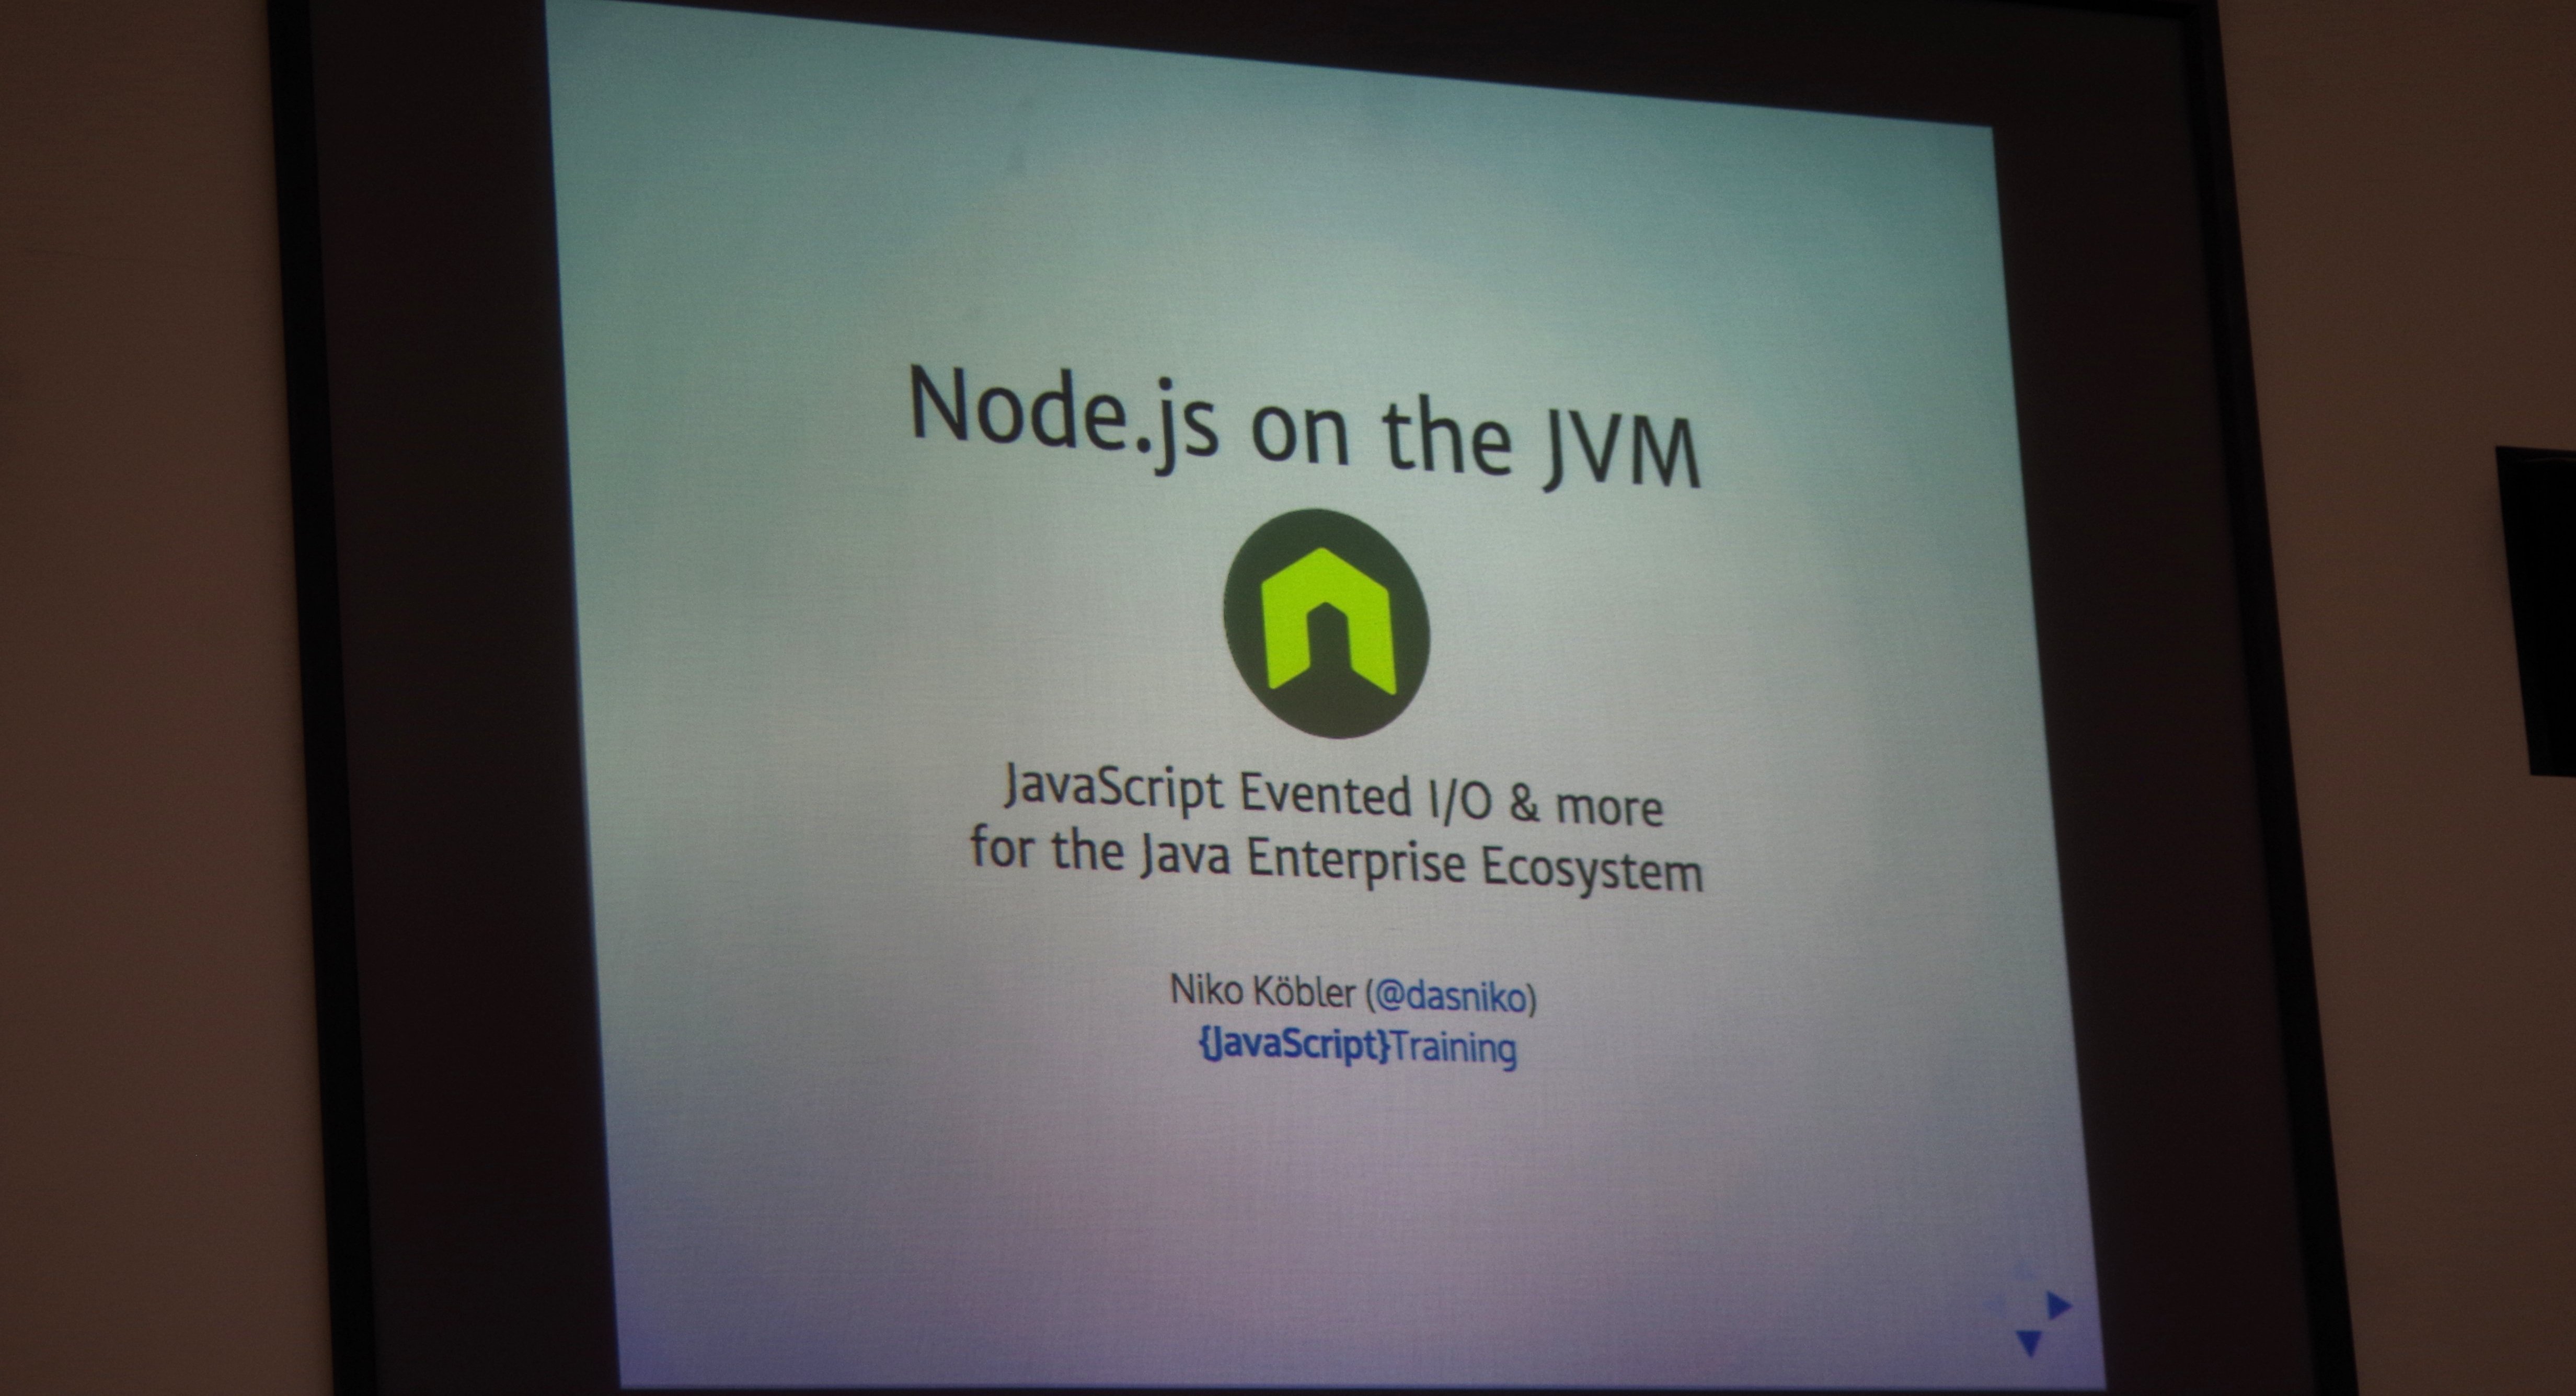 Node.js on the JVM
JavaScript Evented I/O & more
for the Java Enterprise Ecosystem
Niko Köbler (@dasniko)
{JavaScript}Training